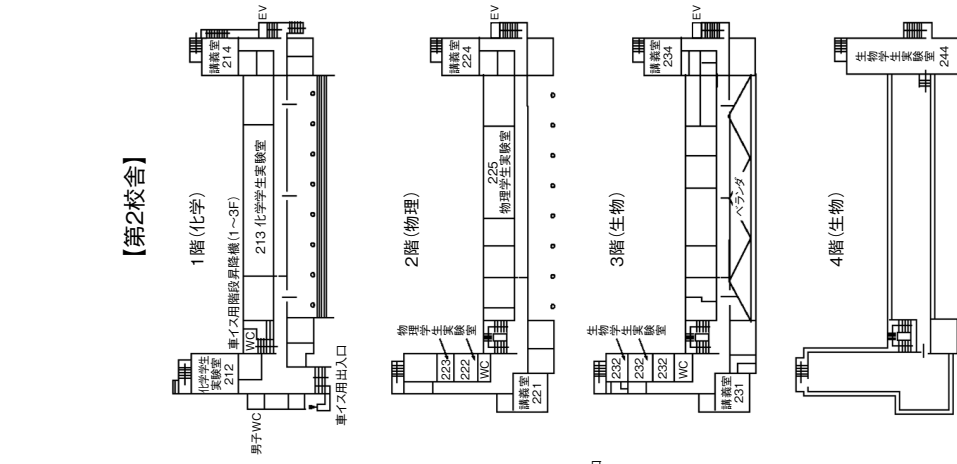 【第2校舎】
1階(化学)
車イス用階段昇降機(1~3F)
EV
講義室
214
213 化学学生実験室
WC
化学学生
実験室
212
男子WC
車イス用出入口
2階(物理)
EV
講義室
224
225
物理学生実験室
物理学生実験室
223
222
WC
講義室
221
3階(生物)
EV
講義室
234
ベランダ
生物学生実験室
232
232
232
WC
講義室
231
4階(生物)
生物学生実験室
244